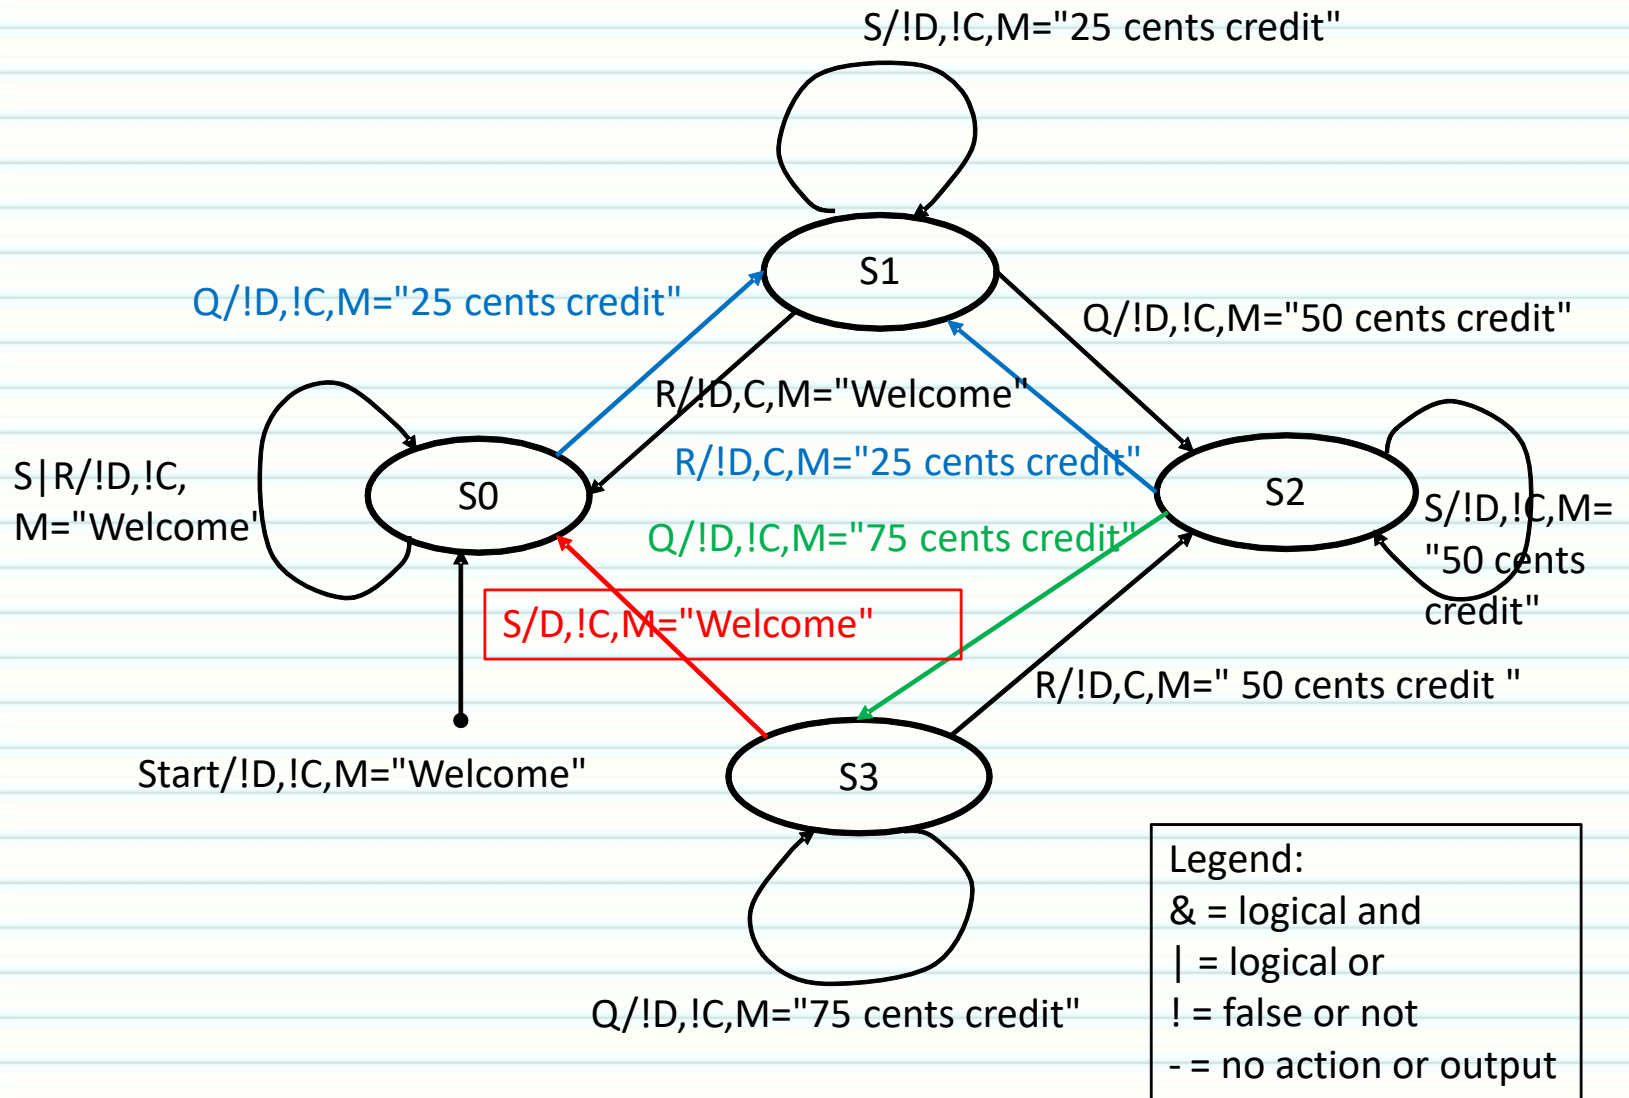 S/!D,!C,M="25 cents credit"
S1
Q/!D,!C,M="25 cents credit"
Q/!D,!C,M="50 cents credit"
R/!D,C,M="Welcome"
R/!D,C,M="25 cents credit"
S|R/!D,!C,
M="Welcome"
S0
S2
S/!D,!C,M=
"50 cents
credit"
Q/!D,!C,M="75 cents credit"
S/D,!C,M="Welcome"
R/!D,C,M=" 50 cents credit "
Start/!D,!C,M="Welcome"
S3
Q/!D,!C,M="75 cents credit"
Legend:
& = logical and
| = logical or
! = false or not
- = no action or output